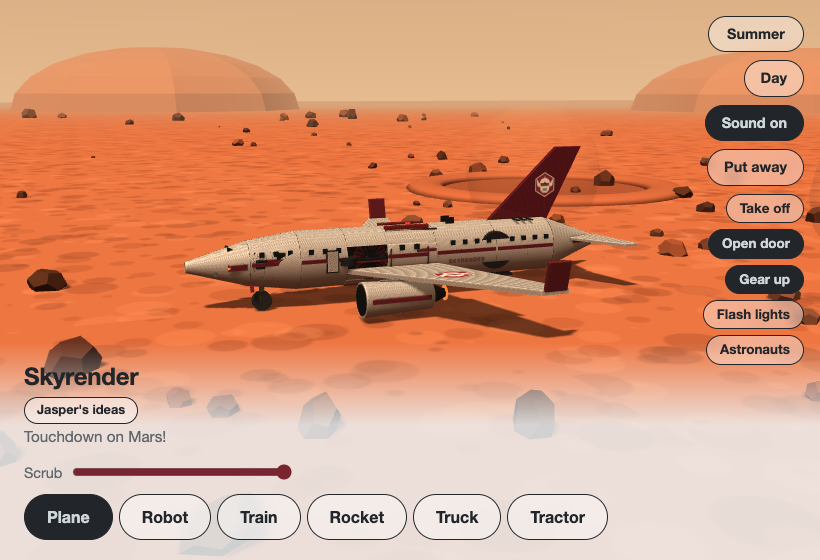 Summer
Day
Sound on
Put away
Take off
Open door
Gear up
Flash lights
Astronauts
SKYRENDER
Skyrender
Jasper's ideas
Touchdown on Mars!
Scrub
Plane
Robot
Train
Rocket
Truck
Tractor